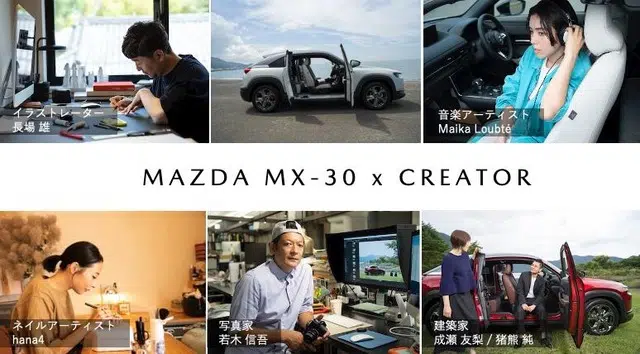 イラストレーター
長場 雄
音楽アーティスト
Maika Loubté
MAZDA MX-30 x CREATOR
ネイルアーティスト
hana4
写真家
若木 信吾
建築家
成瀬 友梨 / 猪熊 純